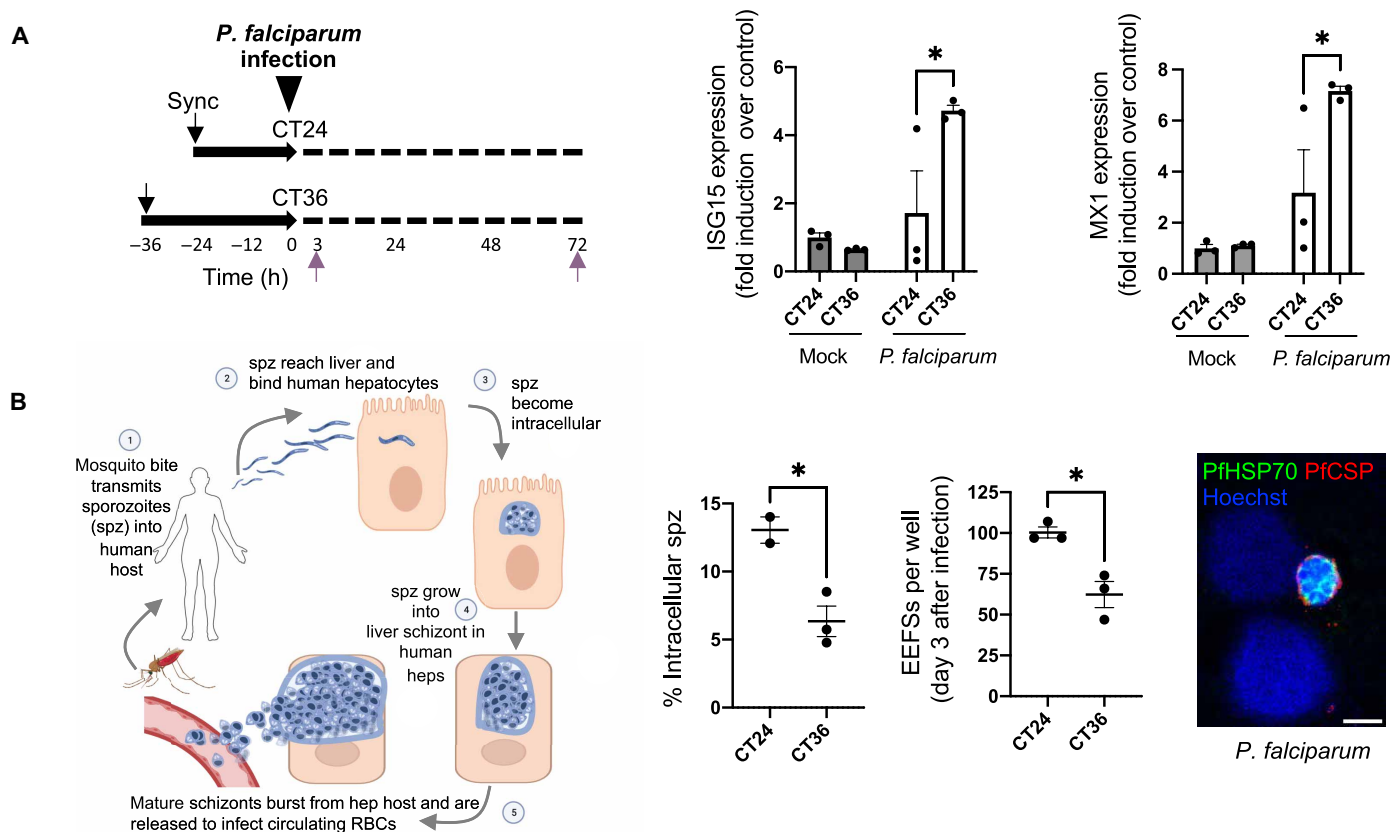 A
P. falciparum
infection
Sync
CT24
CT36
–36
–24
–12
0
3
24
48
72
Time (h)
ISG15 expression
(fold induction over control)
6
4
2
0
*
CT24
CT36
CT24
CT36
Mock
P. falciparum
MX1 expression
(fold induction over control)
8
6
4
2
0
*
CT24
CT36
CT24
CT36
Mock
P. falciparum
B
1
Mosquito bite
transmits
sporozoites
(spz) into
human
host
2
spz reach liver and
bind human hepatocytes
3
spz
become
intracellular
4
spz grow
into
liver schizont in
human
heps
5
Mature schizonts burst from hep host and are
released to infect circulating RBCs
% Intracellular spz
15
10
5
0
*
CT24
CT36
EEFSs per well
(day 3 after infection)
125
100
75
50
25
0
*
CT24
CT36
PfHSP70 PfCSP
Hoechst
P. falciparum